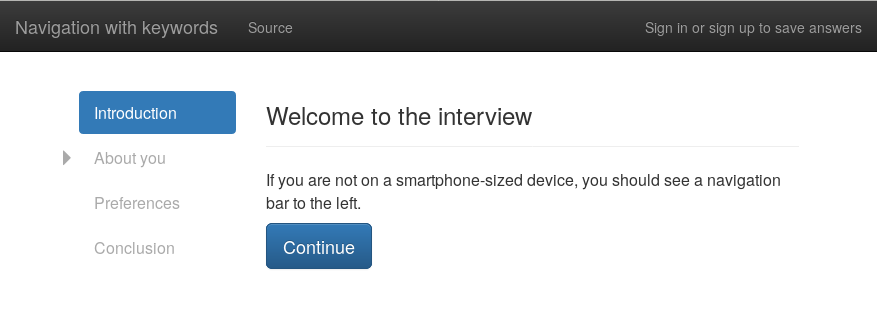 Navigation with keywords Source Sign in or sign up to save answers
Introduction
About you
Preferences
Conclusion
Welcome to the interview
If you are not on a smartphone-sized device, you should see a navigation
bar to the left.
Continue